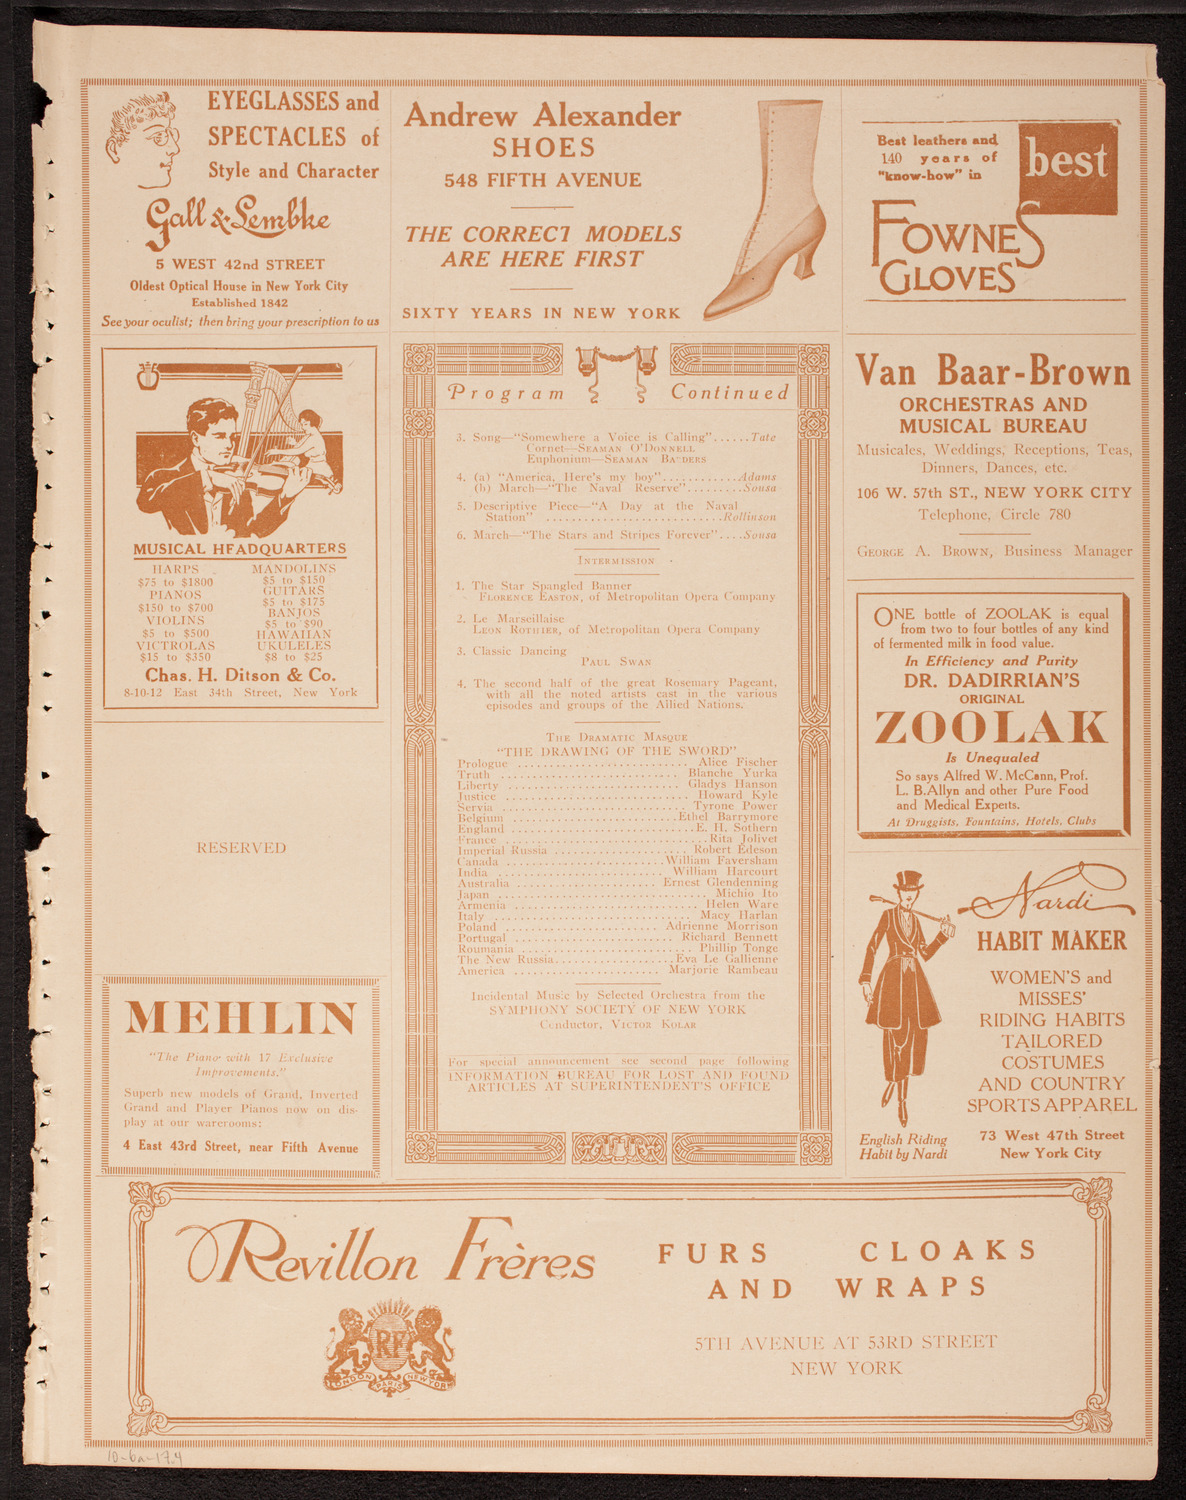 EYEGLASSES and
SPECTACLES of
Style and Character
Gall & Lembke
5 WEST 42nd STREET
Oldest Optical House in New York City
Established 1842
See your oculist; then bring your prescription to us
Andrew Alexander
SHOES
548 FIFTH AVENUE
THE CORRECT MODELS
ARE HERE FIRST
SIXTY YEARS IN NEW YORK
Best leathers and
140 years of
"know-how" in
best
FOWNES
GLOVES
MUSICAL HEADQUARTERS
HARPS
$75 to $1800
PIANOS
$150 to $700
VIOLINS
$5 to $500
VICTROLAS
$15 to $350
MANDOLINS
$5 to $150
GUITARS
$5 to $175
BANJOS
$5 to $90
HAWAIIAN
UKULELES
$8 to $25
Chas. H. Ditson & Co.
8-10-12 East 34th Street, New York
RESERVED
MEHLIN
"The Piano with 17 Exclusive
Improvements."
Superb new models of Grand, Inverted
Grand and Player Pianos now on dis-
play at our warerooms:
4 East 43rd Street, near Fifth Avenue
Program Continued
3. Song—"Somewhere a Voice is Calling"......Tate
Cornet—SEAMAN O'DONNELL
Euphonium—SEAMAN
4. (a) "America, Here's my boy"............Adams
(b) March—"The Naval Reserve".........Sousa
5. Descriptive Piece—"A Day at the Naval
Station" ............................Rollinson
6. March—"The Stars and Stripes Forever"....Sousa
INTERMISSION
1. The Star Spangled Banner
FLORENCE EASTON, of Metropolitan Opera Company
2. Le Marseillaise
LEON ROTHIER, of Metropolitan Opera Company
3. Classic Dancing
PAUL SWAN
4. The second half of the great Rosemary Pageant,
with all the noted artists cast in the various
episodes and groups of the Allied Nations.
THE DRAMATIC MASQUE
"THE DRAWING OF THE SWORD"
Prologue .......................... Alice Fischer
Truth ........................... Blanche Yurka
Liberty .......................... Gladys Hanson
Justice ............................ Howard Kyle
Servia ............................ Tyrone Power
Belgium .........................Ethel Barrymore
England ............................E. H. Sothern
France ...............................Rita Jolivet
Imperial Russia ..................... Robert Edeson
Canada ........................William Faversham
India ........................ William Harcourt
Australia ..................... Ernest Glendenning
Japan ................................ Michio Ito
Armenia ............................. Helen Ware
Italy .............................. Macy Harlan
Poland .................... Adrienne Morrison
Portugal ........................ Richard Bennett
Roumania ........................... Phillip Tonge
The New Russia...................Eva Le Gallienne
America ...................... Marjorie Rambeau
Incidental Music by Selected Orchestra from the
SYMPHONY SOCIETY OF NEW YORK
Conductor, VICTOR KOLAR
For special announcement see second page following
INFORMATION BUREAU FOR LOST AND FOUND
ARTICLES AT SUPERINTENDENT'S OFFICE
Van Baar-Brown
ORCHESTRAS AND
MUSICAL BUREAU
Musicales, Weddings, Receptions, Teas,
Dinners, Dances, etc.
106 W. 57th ST., NEW YORK CITY
Telephone, Circle 780
GEORGE A. BROWN, Business Manager
ONE bottle of ZOOLAK is equal
from two to four bottles of any kind
of fermented milk in food value.
In Efficiency and Purity
DR. DADIRRIAN'S
ORIGINAL
ZOOLAK
Is Unequaled
So says Alfred W. McCann, Prof.
L. B. Allyn and other Pure Food
and Medical Experts.
At Druggists, Fountains, Hotels, Clubs
Nardi
HABIT MAKER
WOMEN'S and
MISSES'
RIDING HABITS
TAILORED
COSTUMES
AND COUNTRY
SPORTS APPAREL
73 West 47th Street
New York City
English Riding
Habit by Nardi
Revillon Frères
RF
LONDON PARIS NEW YORK
FURS CLOAKS
AND WRAPS
5TH AVENUE AT 53RD STREET
NEW YORK
10-6a-17.4